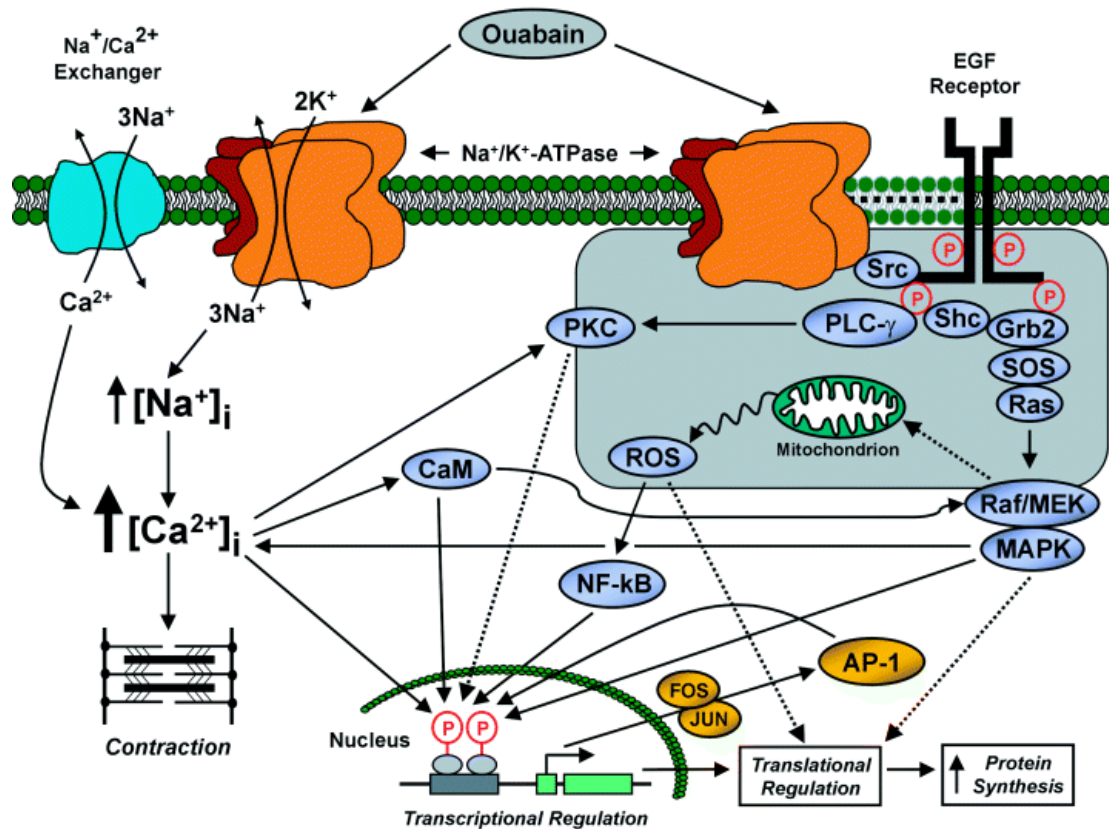 Ouabain
Na⁺/Ca²⁺
Exchanger
EGF
Receptor
3Na⁺
2K⁺
Na⁺/K⁺-ATPase
P
P
Src
P
P
Ca²⁺
3Na⁺
PKC
PLC-γ
Shc
Grb2
SOS
Ras
[Na⁺]i
Mitochondrion
ROS
CaM
Raf/MEK
[Ca²⁺]i
MAPK
NF-kB
AP-1
FOS
JUN
P P
Nucleus
Contraction
Translational
Regulation
Protein
Synthesis
Transcriptional Regulation